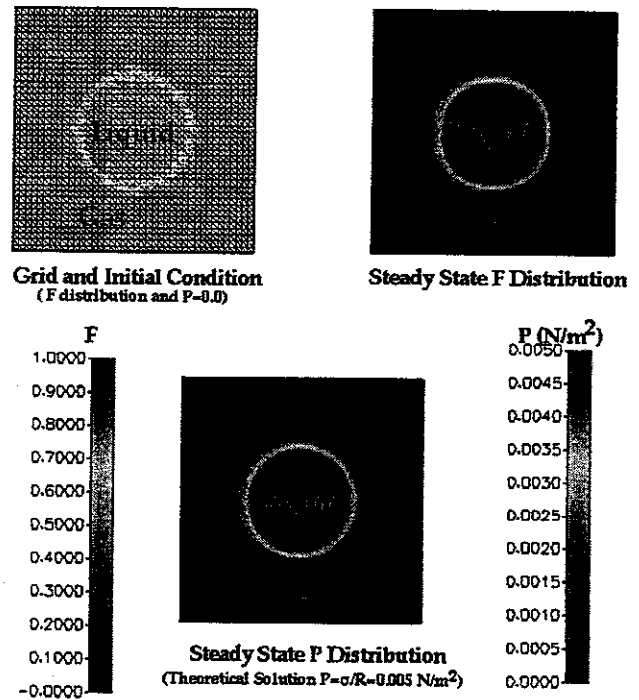 Liquid
Gas
Grid and Initial Condition
( F distribution and P=0.0)
Steady State F Distribution
F
1.0000
0.9000
0.8000
0.7000
0.6000
0.5000
0.4000
0.3000
0.2000
0.1000
-0.0000
Steady State P Distribution
(Theoretical Solution P=σ/R=0.005 N/m²)
P (N/m²)
0.0050
0.0045
0.0040
0.0035
0.0030
0.0025
0.0020
0.0015
0.0010
0.0005
0.0000